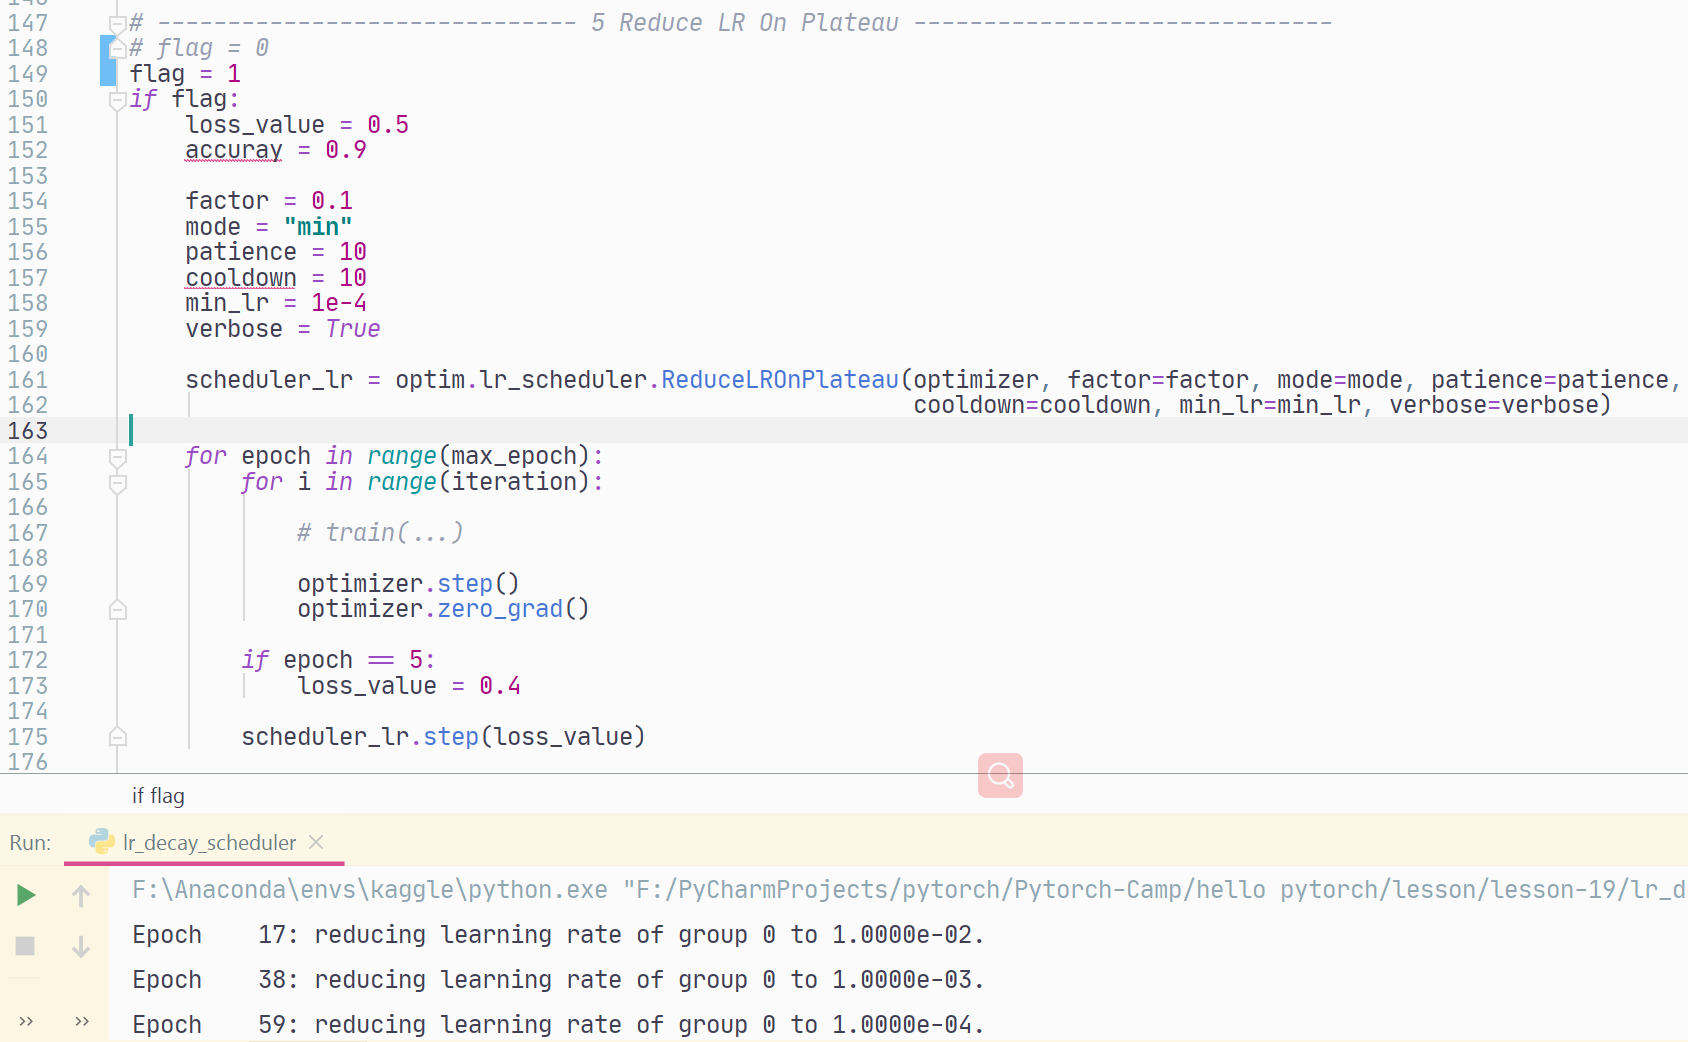 147 # ------------------------------ 5 Reduce LR On Plateau ------------------------------
148 # flag = 0
149 flag = 1
150 if flag:
151     loss_value = 0.5
152     accuray = 0.9
153
154     factor = 0.1
155     mode = "min"
156     patience = 10
157     cooldown = 10
158     min_lr = 1e-4
159     verbose = True
160
161     scheduler_lr = optim.lr_scheduler.ReduceLROnPlateau(optimizer, factor=factor, mode=mode, patience=patience,
162                                                         cooldown=cooldown, min_lr=min_lr, verbose=verbose)
163
164     for epoch in range(max_epoch):
165         for i in range(iteration):
166
167             # train(...)
168
169             optimizer.step()
170             optimizer.zero_grad()
171
172         if epoch == 5:
173             loss_value = 0.4
174
175         scheduler_lr.step(loss_value)
176
if flag
Run: lr_decay_scheduler
F:\Anaconda\envs\kaggle\python.exe "F:/PyCharmProjects/pytorch/Pytorch-Camp/hello pytorch/lesson/lesson-19/lr_d
Epoch    17: reducing learning rate of group 0 to 1.0000e-02.
Epoch    38: reducing learning rate of group 0 to 1.0000e-03.
Epoch    59: reducing learning rate of group 0 to 1.0000e-04.